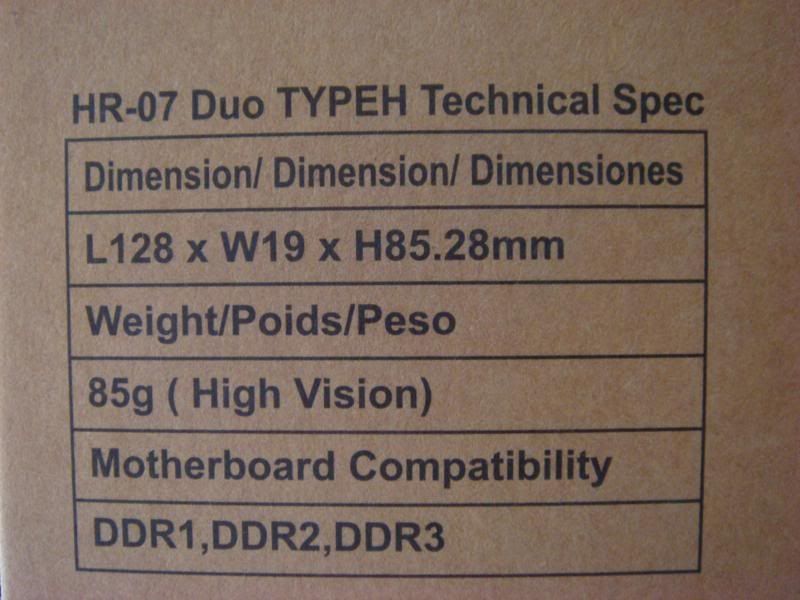 HR-07 Duo TYPEH Technical Spec
Dimension/ Dimension/ Dimensiones
L128 x W19 x H85.28mm
Weight/Poids/Peso
85g ( High Vision)
Motherboard Compatibility
DDR1,DDR2,DDR3